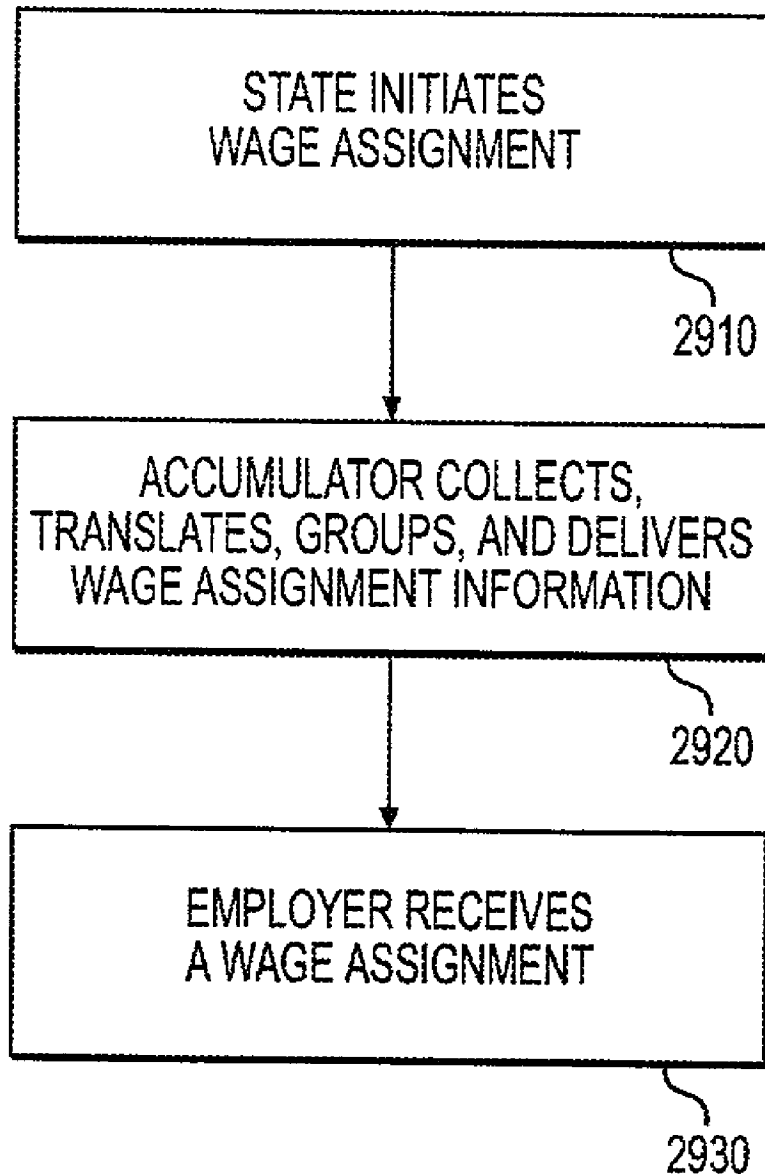 STATE INITIATES
WAGE ASSIGNMENT
2910
ACCUMULATOR COLLECTS,
TRANSLATES, GROUPS, AND DELIVERS
WAGE ASSIGNMENT INFORMATION
2920
EMPLOYER RECEIVES
A WAGE ASSIGNMENT
2930